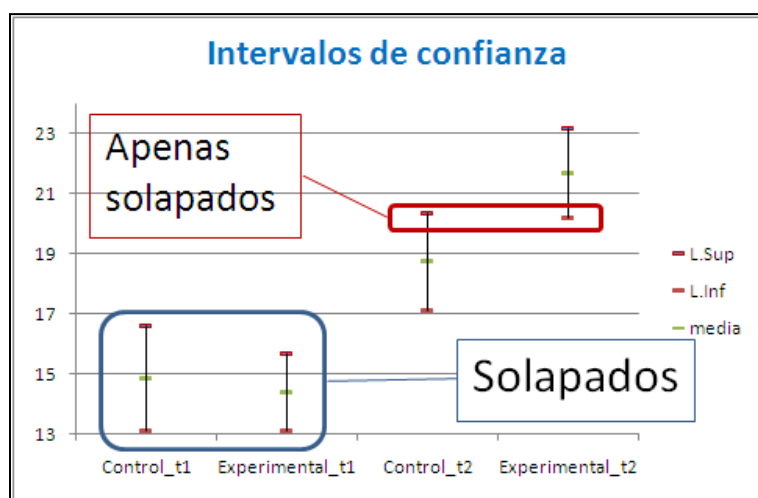 Intervalos de confianza
Apenas
solapados
23
21
19
17
15
13
Solapados
L.Sup
L.Inf
media
Control_t1
Experimental_t1
Control_t2
Experimental_t2